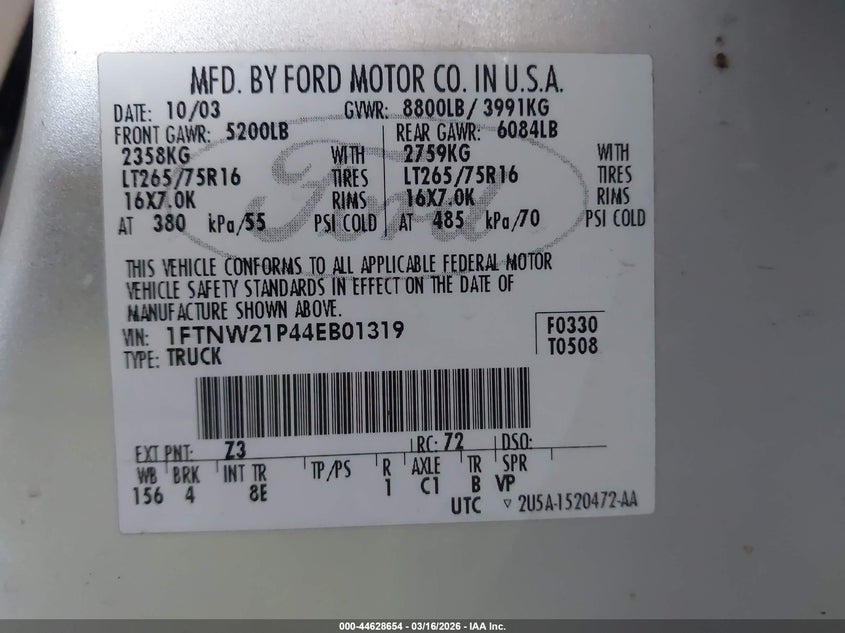 MFD. BY FORD MOTOR CO. IN U.S.A.
DATE: 10/03 GVWR: 8800LB / 3991KG
FRONT GAWR: 5200LB REAR GAWR: 6084LB
2358KG WITH 2759KG WITH
LT265/75R16 TIRES LT265/75R16 TIRES
16X7.0K RIMS 16X7.0K RIMS
AT 380 kPa/55 PSI COLD AT 485 kPa/70 PSI COLD
Ford
THIS VEHICLE CONFORMS TO ALL APPLICABLE FEDERAL MOTOR
VEHICLE SAFETY STANDARDS IN EFFECT ON THE DATE OF
MANUFACTURE SHOWN ABOVE.
VIN: 1FTNW21P44EB01319 F0330
TYPE: TRUCK T0508
EXT PNT: Z3 RC: 72 DSO:
WB BRK INT TR TP/PS R AXLE TR SPR
156 4 8E 1 C1 B VP
UTC ▽ 2U5A-1520472-AA
000-44628654 - 03/16/2026 - IAA Inc.